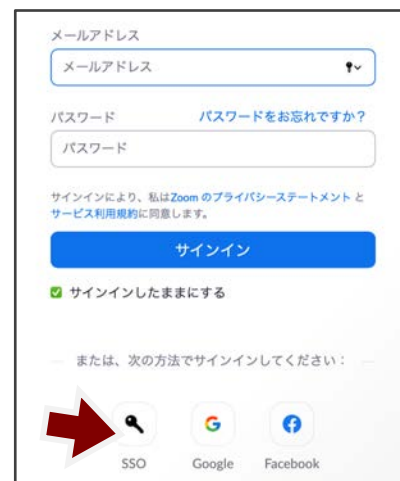 メールアドレス
メールアドレス
パスワード パスワードをお忘れですか？
パスワード
サインインにより、私はZoom のプライバシーステートメント と
サービス利用規約に同意します。
サインイン
サインインしたままにする
または、次の方法でサインインしてください：
SSO Google Facebook